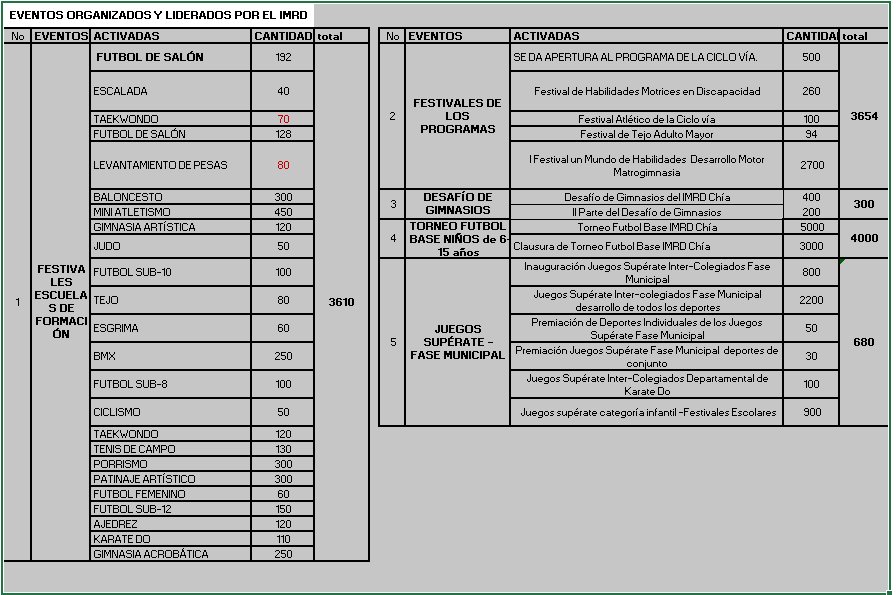 EVENTOS ORGANIZADOS Y LIDERADOS POR EL IMRD
No EVENTOS ACTIVADAS CANTIDAD total
1
FESTIVA
LES
ESCUELA
S DE
FORMACI
ÓN
FUTBOL DE SALÓN 192
ESCALADA 40
TAEKWONDO 70
FUTBOL DE SALÓN 128
LEVANTAMIENTO DE PESAS 80
BALONCESTO 300
MINI ATLETISMO 450
GIMNASIA ARTÍSTICA 120
JUDO 50
FUTBOL SUB-10 100
TEJO 80
ESGRIMA 60
BMX 250
FUTBOL SUB-8 100
CICLISMO 50
TAEKWONDO 120
TENIS DE CAMPO 130
PORRISMO 300
PATINAJE ARTÍSTICO 300
FUTBOL FEMENINO 60
FUTBOL SUB-12 150
AJEDREZ 120
KARATE DO 110
GIMNASIA ACROBÁTICA 250
3610
No EVENTOS ACTIVADAS CANTIDA total
2
FESTIVALES DE
LOS
PROGRAMAS
SE DA APERTURA AL PROGRAMA DE LA CICLO VÍA. 500
Festival de Habilidades Motrices en Discapacidad 260
Festival Atlético de la Ciclo vía 100
Festival de Tejo Adulto Mayor 94
I Festival un Mundo de Habilidades Desarrollo Motor
Matrogimnasia 2700
3654
3
DESAFÍO DE
GIMNASIOS
Desafío de Gimnasios del IMRD Chía 400
II Parte del Desafío de Gimnasios 200
300
4
TORNEO FUTBOL
BASE NIÑOS de 6-
15 años
Torneo Futbol Base IMRD Chía 5000
Clausura de Torneo Futbol Base IMRD Chía 3000
4000
5
JUEGOS
SUPÉRATE -
FASE MUNICIPAL
Inauguración Juegos Supérate Inter-Colegiados Fase
Municipal 800
Juegos Supérate Inter-colegiados Fase Municipal
desarrollo de todos los deportes 2200
Premiación de Deportes Individuales de los Juegos
Supérate Fase Municipal 50
Premiación Juegos Supérate Fase Municipal deportes de
conjunto 30
Juegos Supérate Inter-Colegiados Departamental de
Karate Do 100
Juegos supérate categoría infantil -Festivales Escolares 900
680